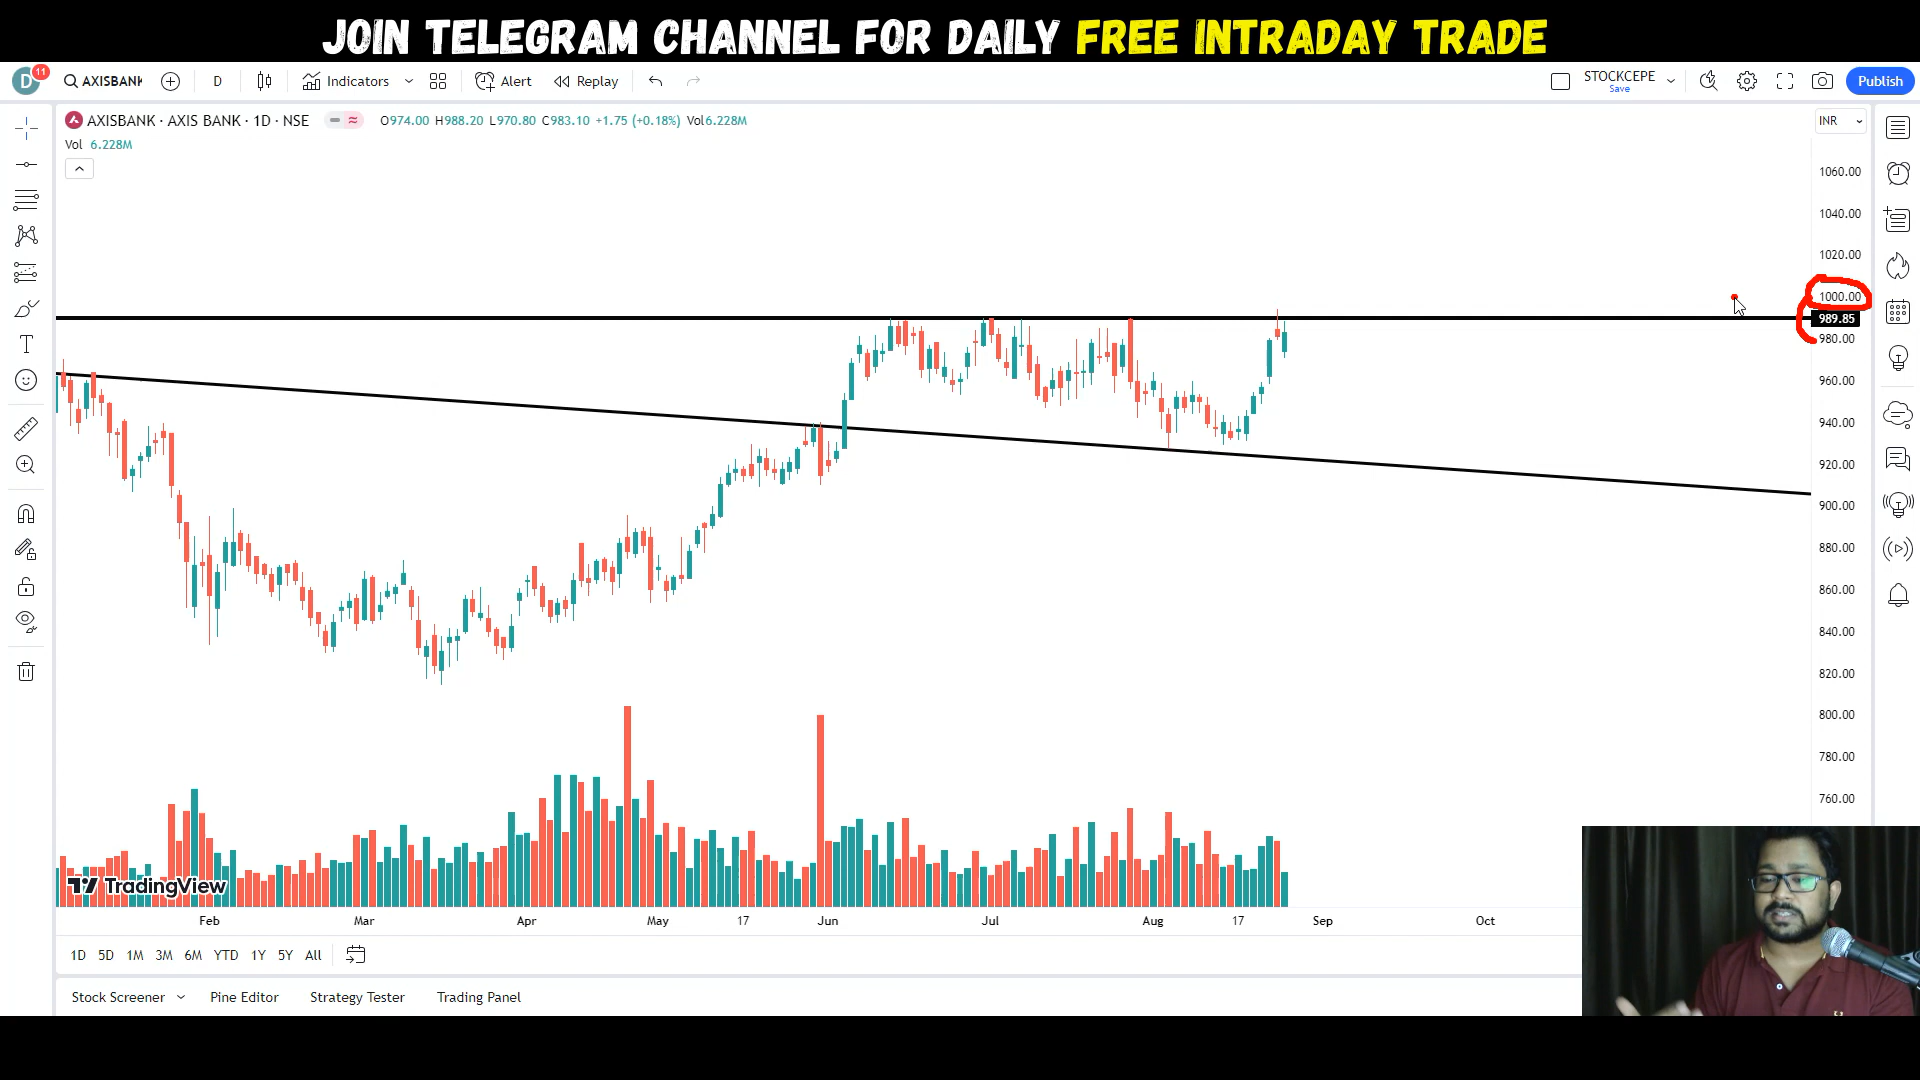 JOIN TELEGRAM CHANNEL FOR DAILY FREE INTRADAY TRADE
D 11 AXISBANK D Indicators Alert Replay STOCKCEPE Save Publish
AXISBANK · AXIS BANK · 1D · NSE O974.00 H988.20 L970.80 C983.10 +1.75 (+0.18%) Vol6.228M INR
Vol 6.228M
1060.00
1040.00
1020.00
1000.00
989.85
980.00
960.00
940.00
920.00
900.00
880.00
860.00
840.00
820.00
800.00
780.00
760.00
TradingView
Feb Mar Apr May 17 Jun Jul Aug 17 Sep Oct
1D 5D 1M 3M 6M YTD 1Y 5Y All
Stock Screener Pine Editor Strategy Tester Trading Panel